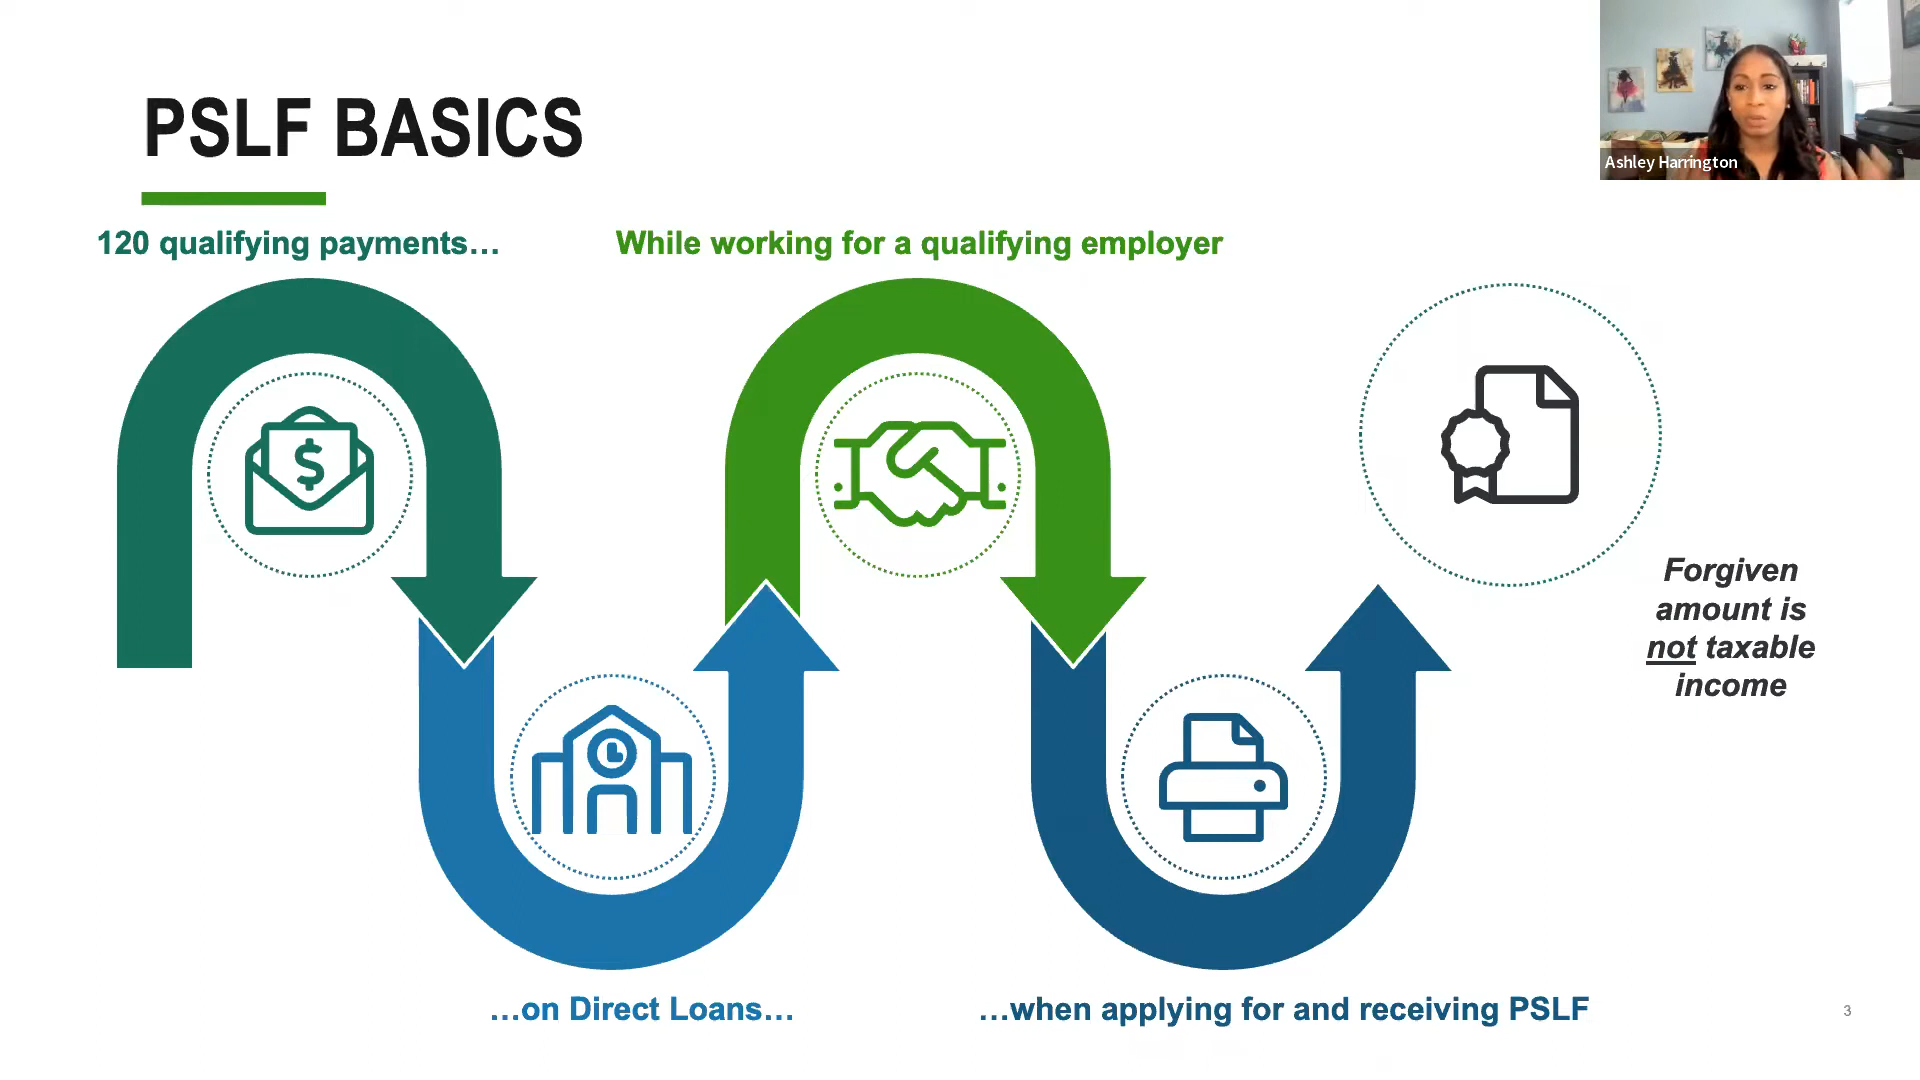 PSLF BASICS
Ashley Harrington
120 qualifying payments…
While working for a qualifying employer
$
Forgiven
amount is
not taxable
income
…on Direct Loans…
…when applying for and receiving PSLF
3